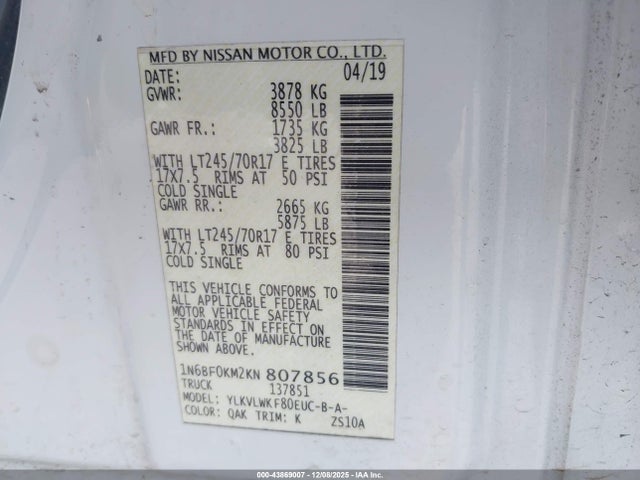 MFD BY NISSAN MOTOR CO., LTD.
DATE: 04/19
GVWR: 3878 KG
8550 LB
GAWR FR.: 1735 KG
3825 LB
WITH LT245/70R17 E TIRES
17X7.5 RIMS AT 50 PSI
COLD SINGLE
GAWR RR.: 2665 KG
5875 LB
WITH LT245/70R17 E TIRES
17X7.5 RIMS AT 80 PSI
COLD SINGLE
THIS VEHICLE CONFORMS TO
ALL APPLICABLE FEDERAL
MOTOR VEHICLE SAFETY
STANDARDS IN EFFECT ON
THE DATE OF MANUFACTURE
SHOWN ABOVE.
1N6BF0KM2KN 807856
TRUCK 137851
MODEL: YLKVLWKF80EUC-B-A-
COLOR: QAK TRIM: K ZS10A
000-43869007 - 12/08/2025 - IAAI.COM